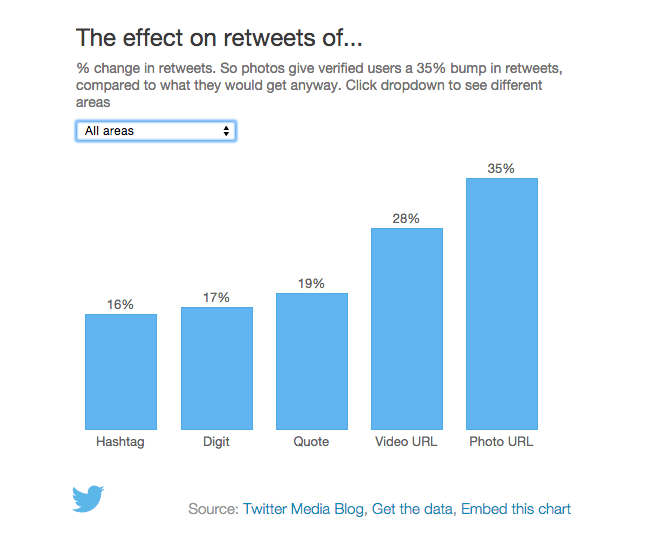 The effect on retweets of...
% change in retweets. So photos give verified users a 35% bump in retweets,
compared to what they would get anyway. Click dropdown to see different
areas
All areas
35%
28%
19%
17%
16%
Hashtag Digit Quote Video URL Photo URL
Source: Twitter Media Blog, Get the data, Embed this chart